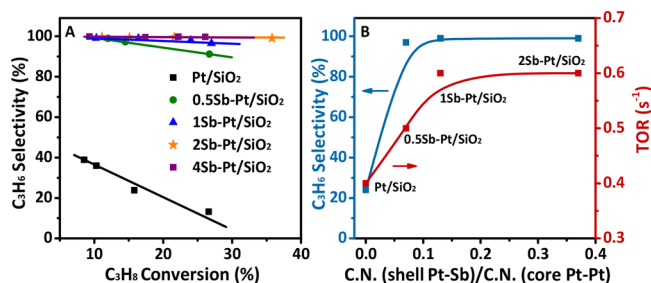 A
C₃H₆ Selectivity (%)
100
80
60
40
20
0
Pt/SiO₂
0.5Sb-Pt/SiO₂
1Sb-Pt/SiO₂
2Sb-Pt/SiO₂
4Sb-Pt/SiO₂
10
20
30
40
C₃H₈ Conversion (%)
B
C₃H₆ Selectivity (%)
100
80
60
40
20
0
2Sb-Pt/SiO₂
1Sb-Pt/SiO₂
0.5Sb-Pt/SiO₂
Pt/SiO₂
0.0
0.1
0.2
0.3
0.4
C.N. (shell Pt-Sb)/C.N. (core Pt-Pt)
0.7
0.6
0.5
0.4
0.3
TOR (s⁻¹)